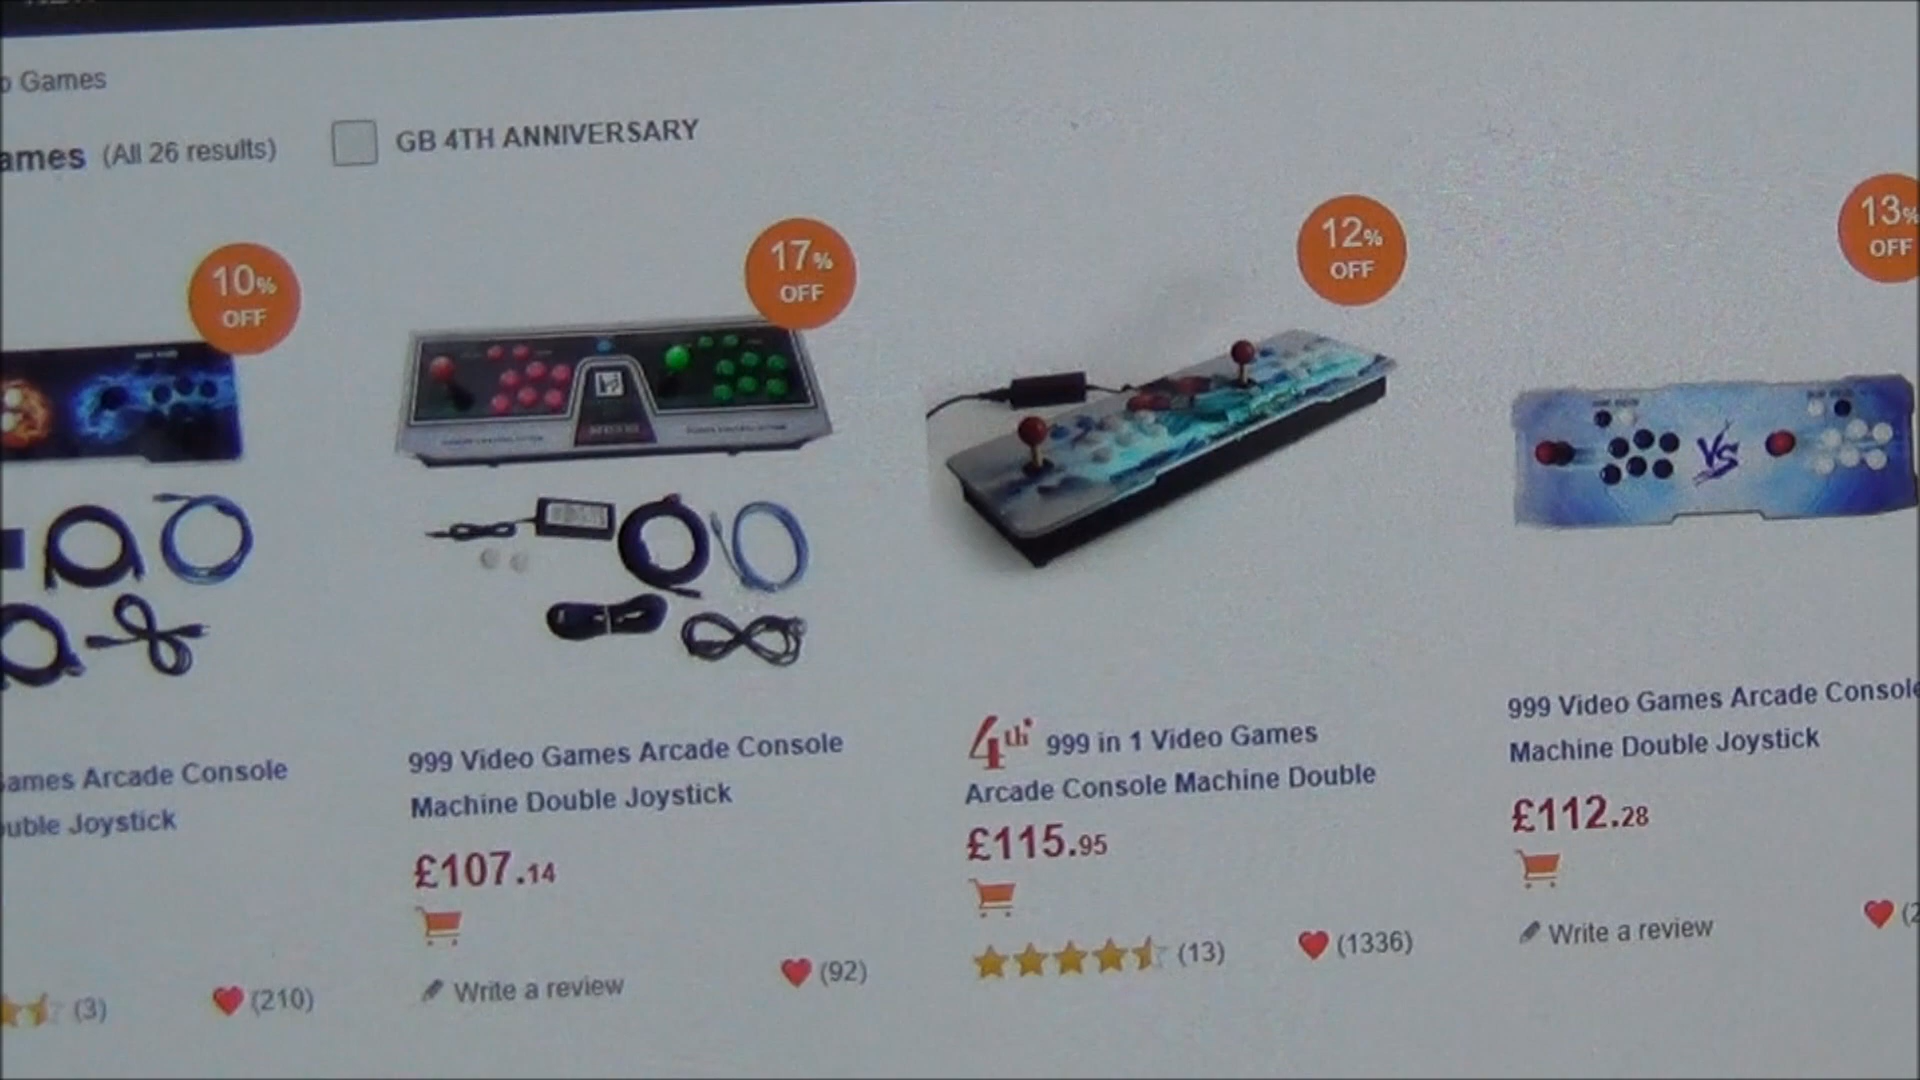 Games
ames (All 26 results)
GB 4TH ANNIVERSARY
10% OFF
17% OFF
12% OFF
13% OFF
VS
ames Arcade Console
uble Joystick
(3)
(210)
999 Video Games Arcade Console
Machine Double Joystick
£107.14
Write a review
(92)
4th 999 in 1 Video Games
Arcade Console Machine Double
£115.95
(13)
(1336)
999 Video Games Arcade Console
Machine Double Joystick
£112.28
Write a review
(2